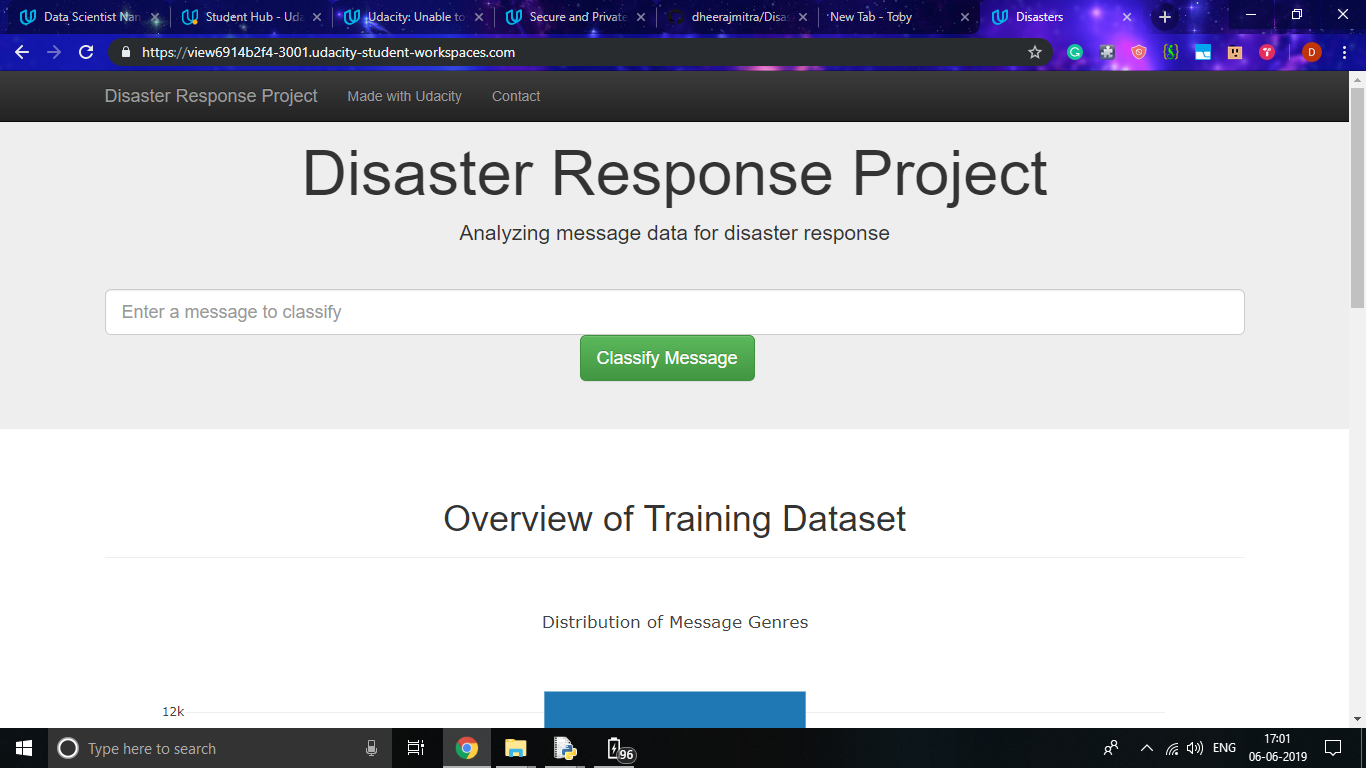 Data Scientist Nan
Student Hub - Uda
Udacity: Unable to
Secure and Private
dheerajmitra/Disas
New Tab - Toby
Disasters
https://view6914b2f4-3001.udacity-student-workspaces.com
D
Disaster Response Project
Made with Udacity
Contact
Disaster Response Project
Analyzing message data for disaster response
Enter a message to classify
Classify Message
Overview of Training Dataset
Distribution of Message Genres
12k
Type here to search
96
ENG
17:01
06-06-2019